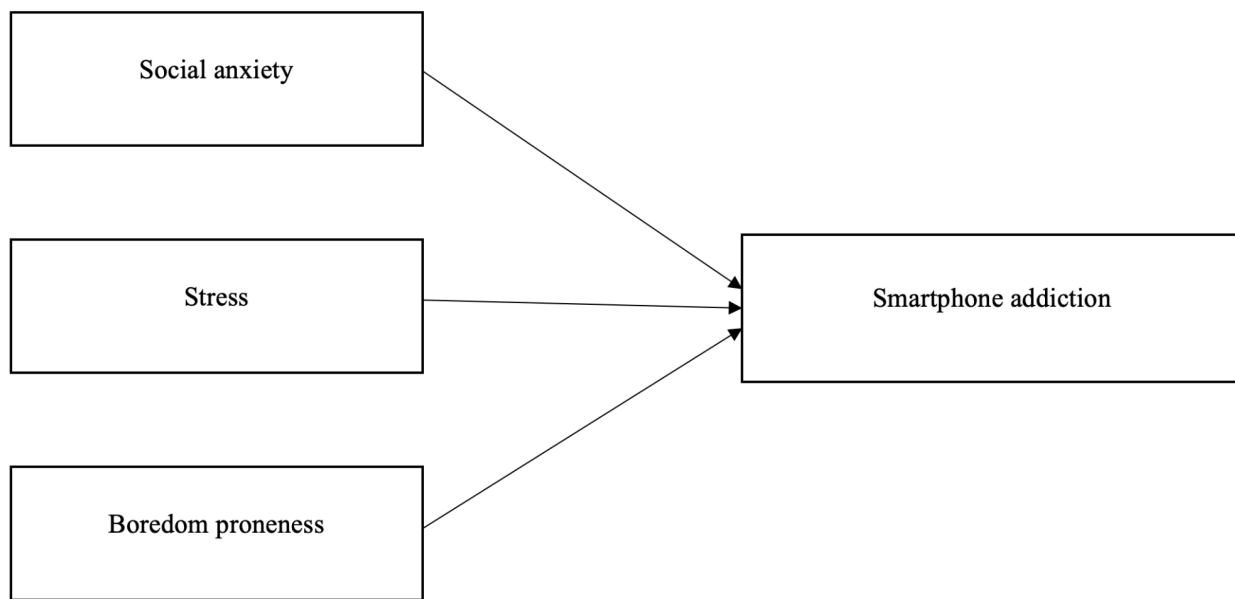 Social anxiety
Stress
Smartphone addiction
Boredom proneness